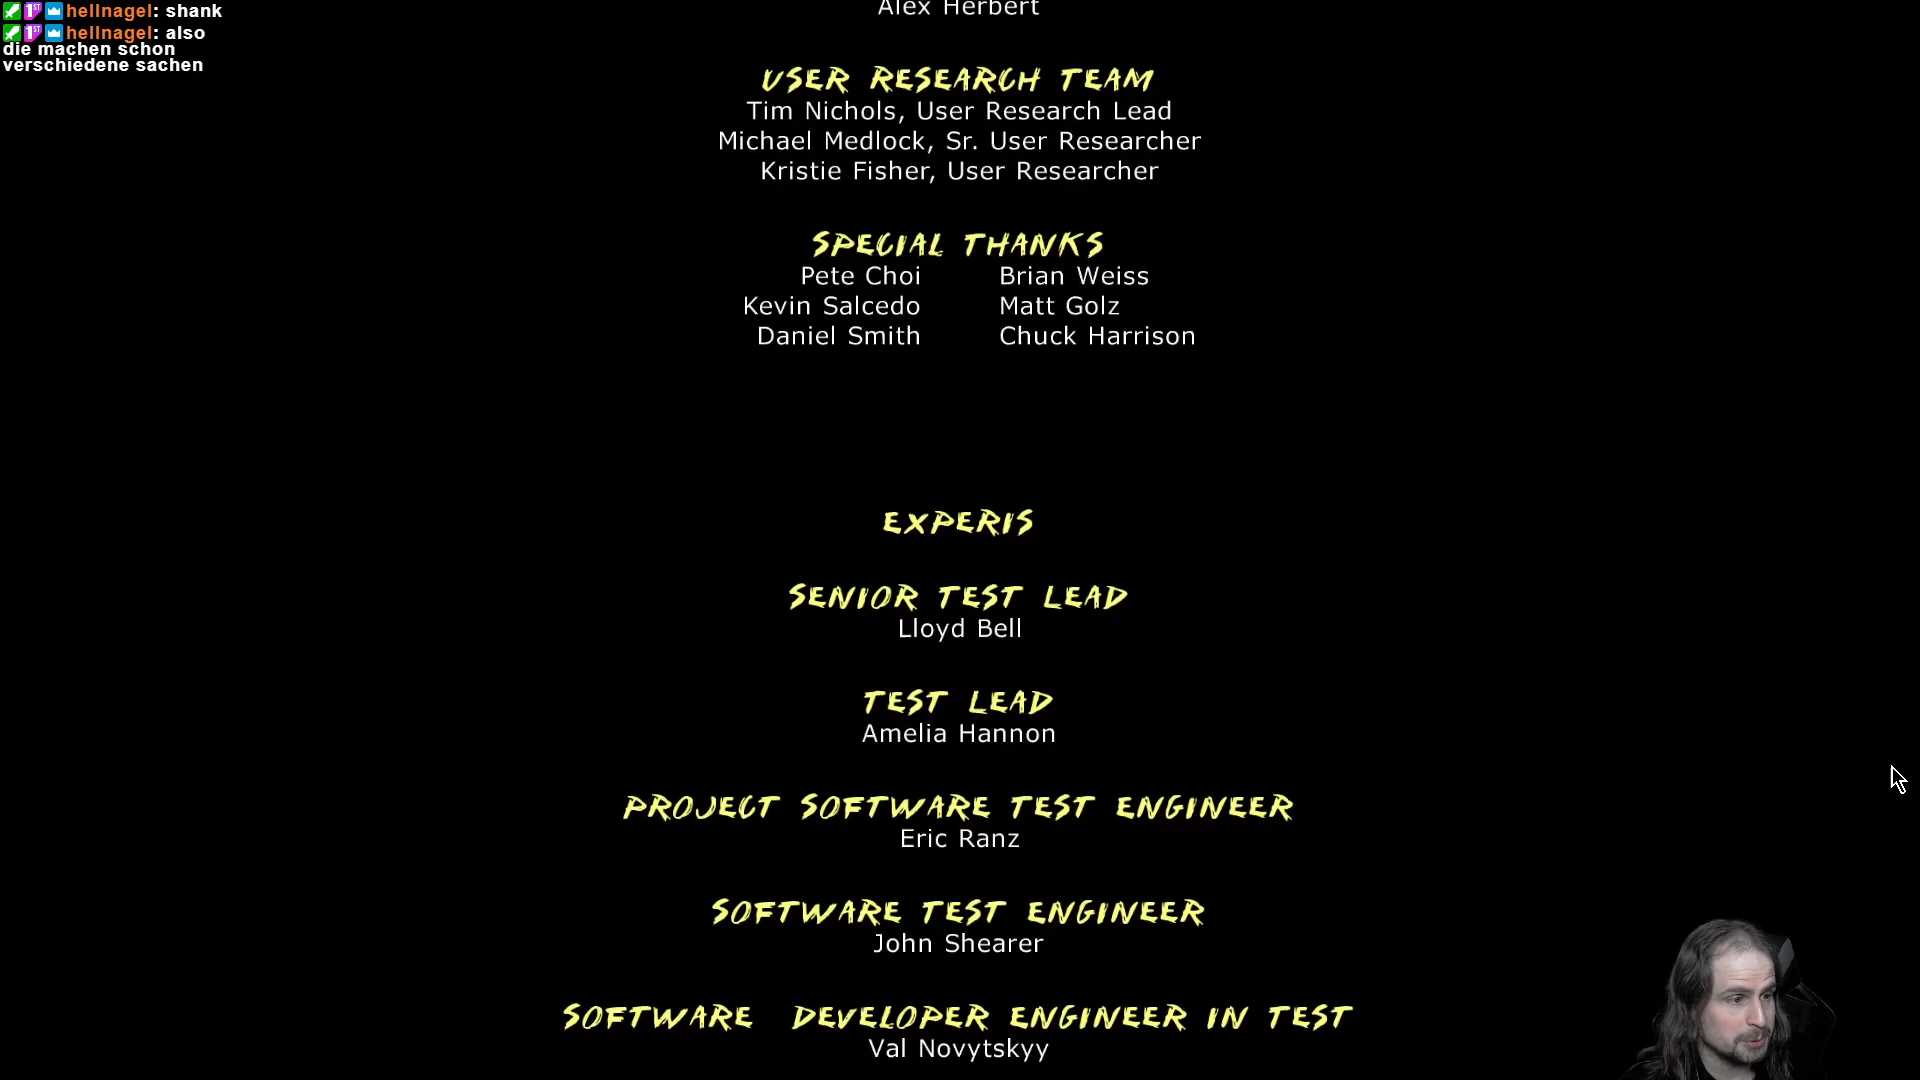 hellnagel: shank
hellnagel: also
die machen schon
verschiedene sachen
Alex Herbert
USER RESEARCH TEAM
Tim Nichols, User Research Lead
Michael Medlock, Sr. User Researcher
Kristie Fisher, User Researcher
SPECIAL THANKS
Pete Choi Brian Weiss
Kevin Salcedo Matt Golz
Daniel Smith Chuck Harrison
EXPERIS
SENIOR TEST LEAD
Lloyd Bell
TEST LEAD
Amelia Hannon
PROJECT SOFTWARE TEST ENGINEER
Eric Ranz
SOFTWARE TEST ENGINEER
John Shearer
SOFTWARE DEVELOPER ENGINEER IN TEST
Val Novytskyy